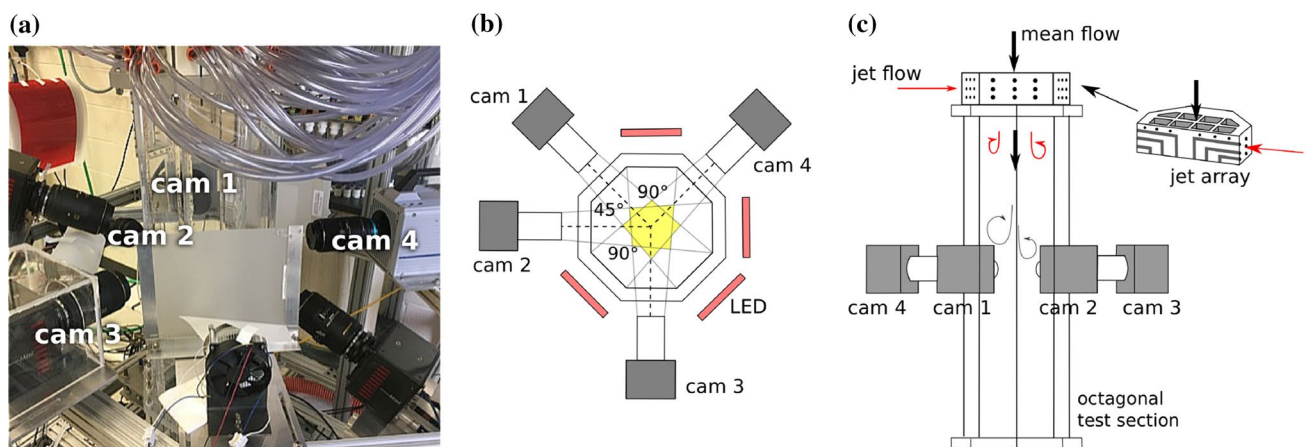 (a)
cam 1
cam 2
cam 4
cam 3
(b)
cam 1
cam 4
90°
45°
cam 2
90°
LED
cam 3
(c)
mean flow
jet flow
jet array
cam 4
cam 1
cam 2
cam 3
octagonal
test section